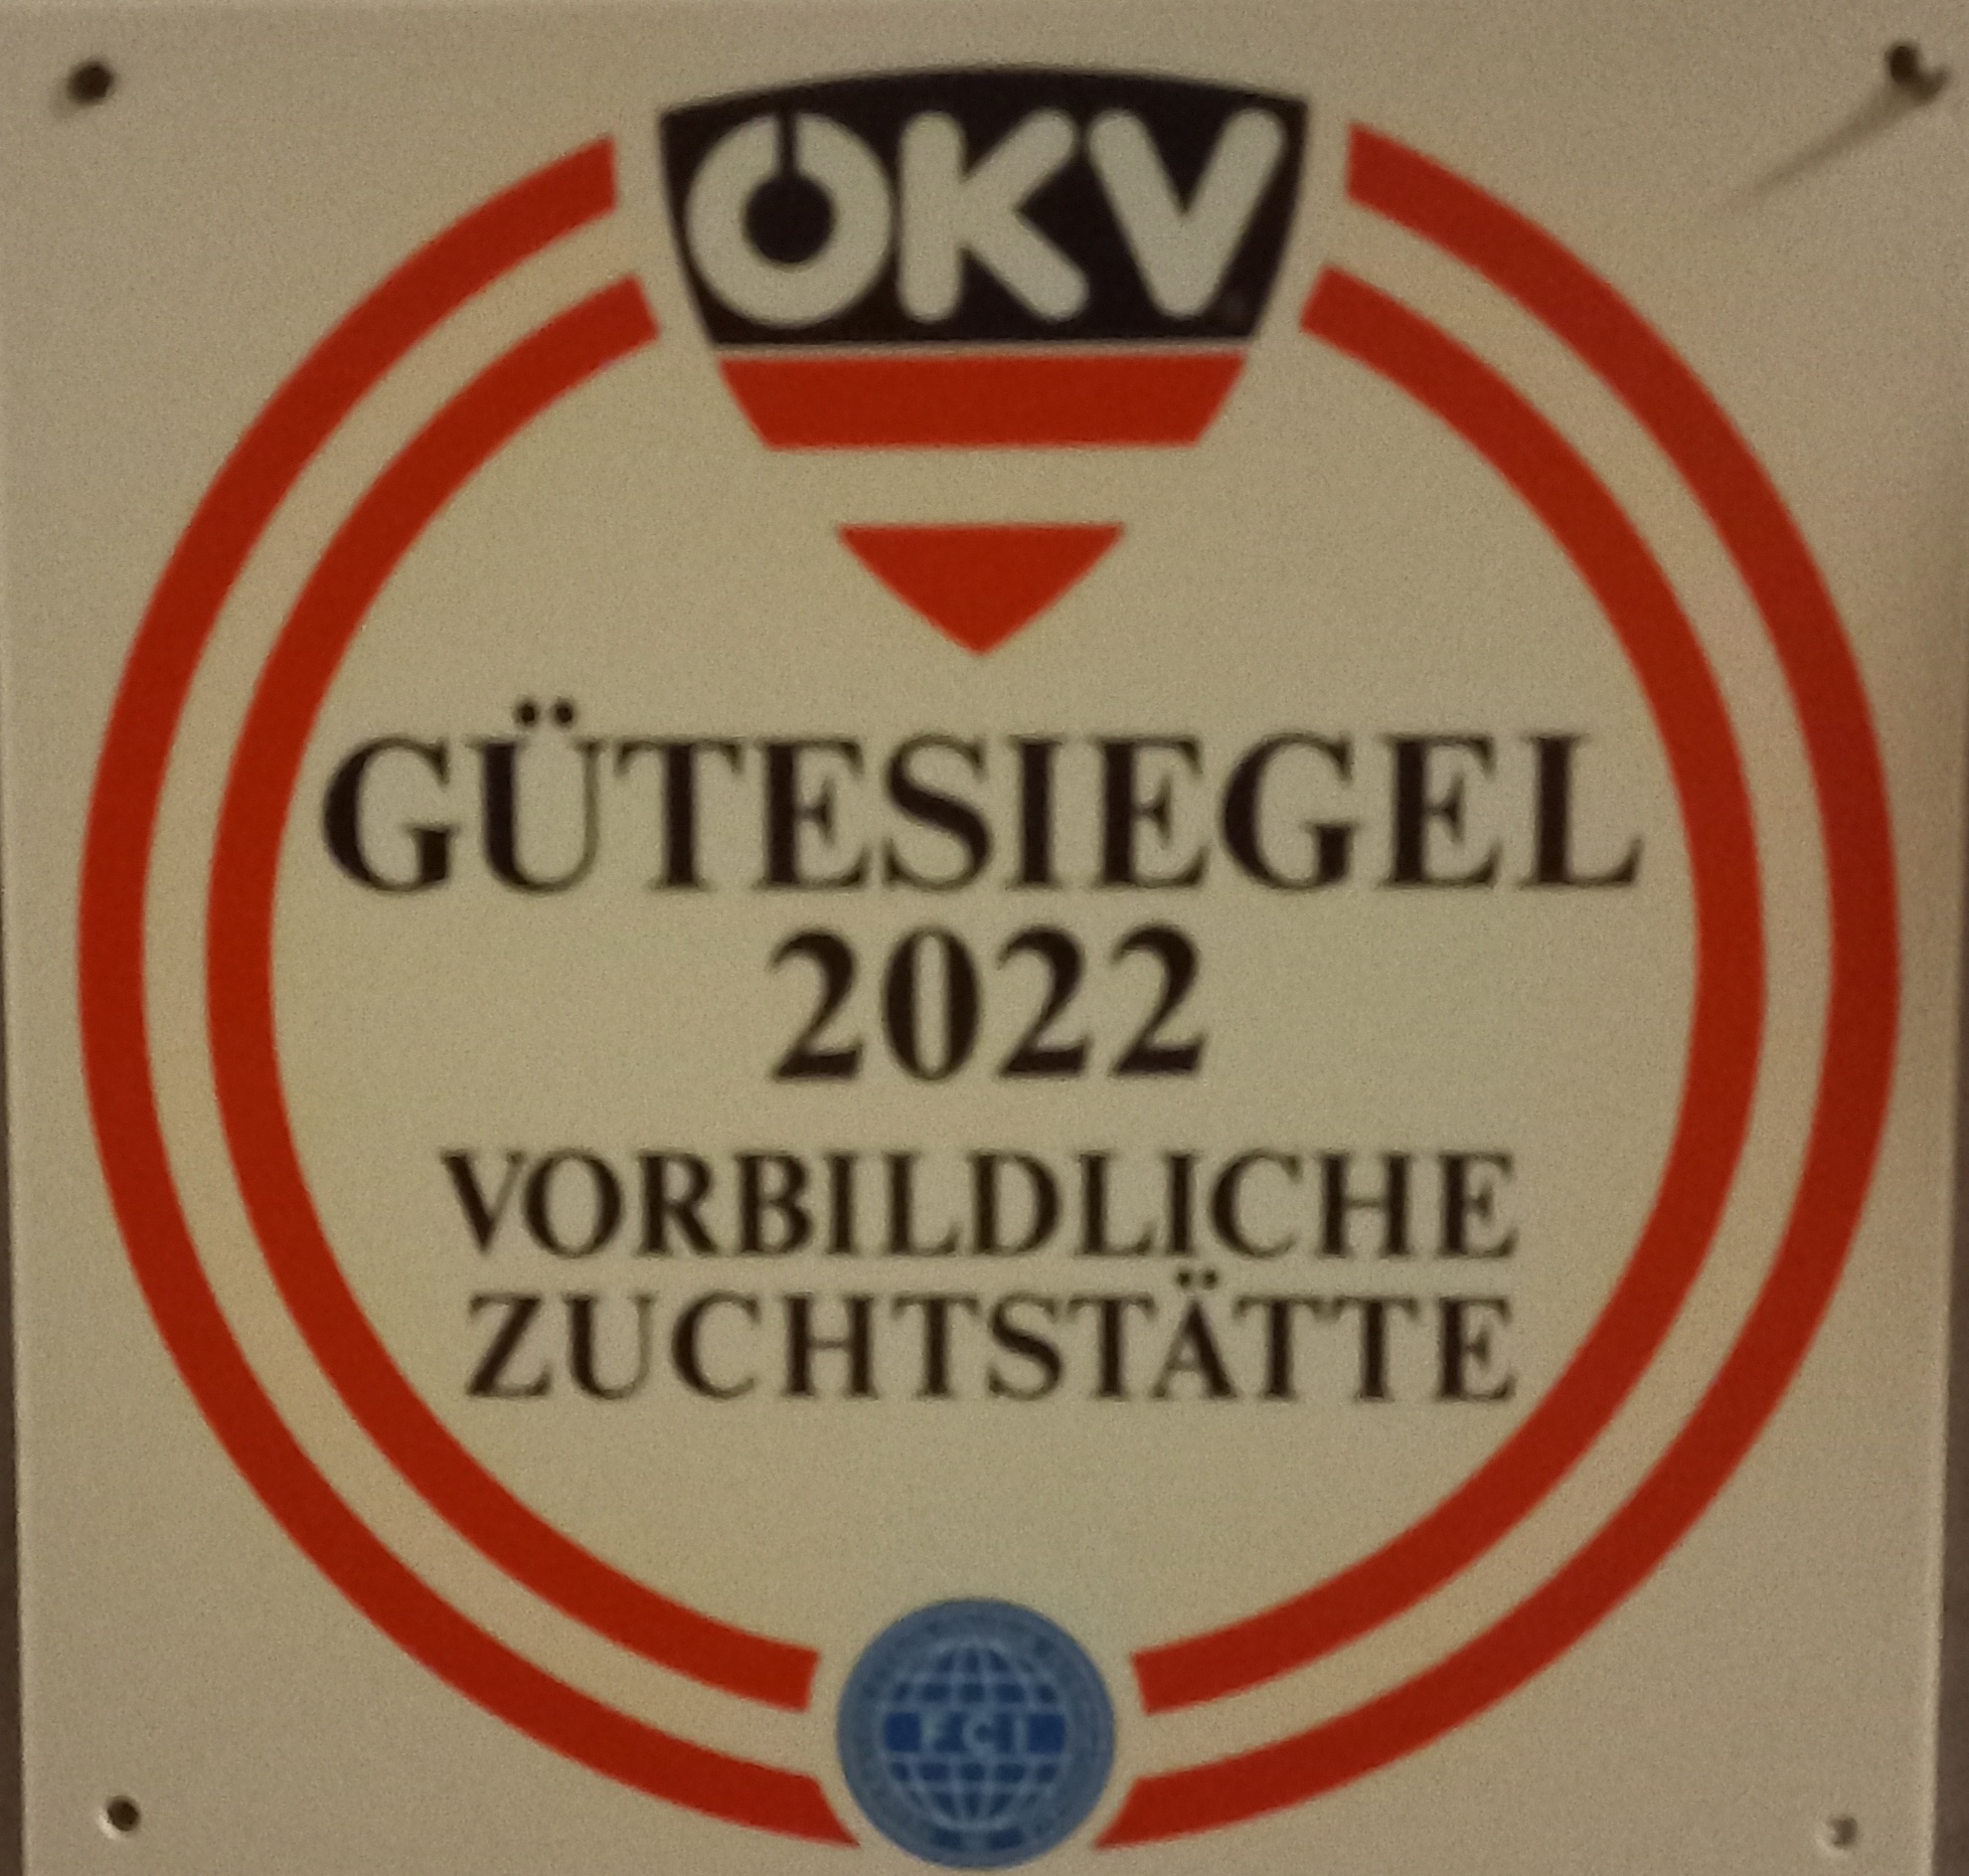 ÖKV
GÜTESIEGEL
2022
VORBILDLICHE
ZUCHTSTÄTTE
FCI